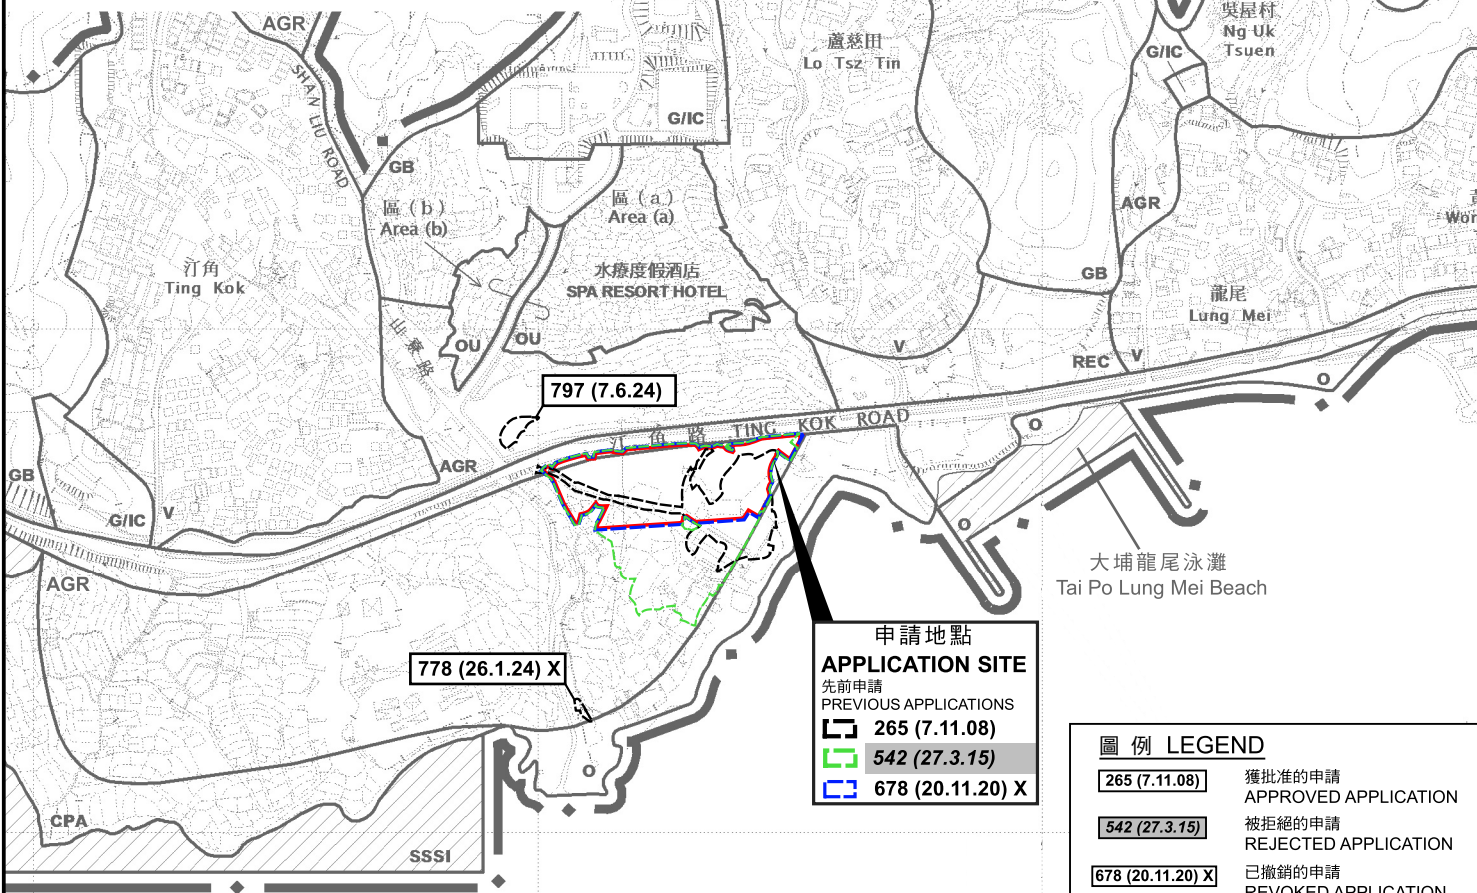 AGR
吳屋村
Ng Uk
Tsuen
G/IC
蘆慈田
Lo Tsz Tin
SHAN LIU ROAD
G/IC
GB
區 ( b )
Area (b)
區 ( a )
Area (a)
AGR
Wor
汀角
Ting Kok
水療度假酒店
SPA RESORT HOTEL
GB
龍尾
Lung Mei
山寮路
OU
OU
V
REC
V
O
797 (7.6.24)
汀角路 TING KOK ROAD
O
AGR
GB
G/IC
V
O
大埔龍尾泳灘
Tai Po Lung Mei Beach
AGR
申請地點
APPLICATION SITE
先前申請
PREVIOUS APPLICATIONS
265 (7.11.08)
542 (27.3.15)
678 (20.11.20) X
778 (26.1.24) X
O
CPA
SSSI
圖例 LEGEND
265 (7.11.08)
獲批准的申請
APPROVED APPLICATION
542 (27.3.15)
被拒絕的申請
REJECTED APPLICATION
678 (20.11.20) X
已撤銷的申請
REVOKED APPLICATION